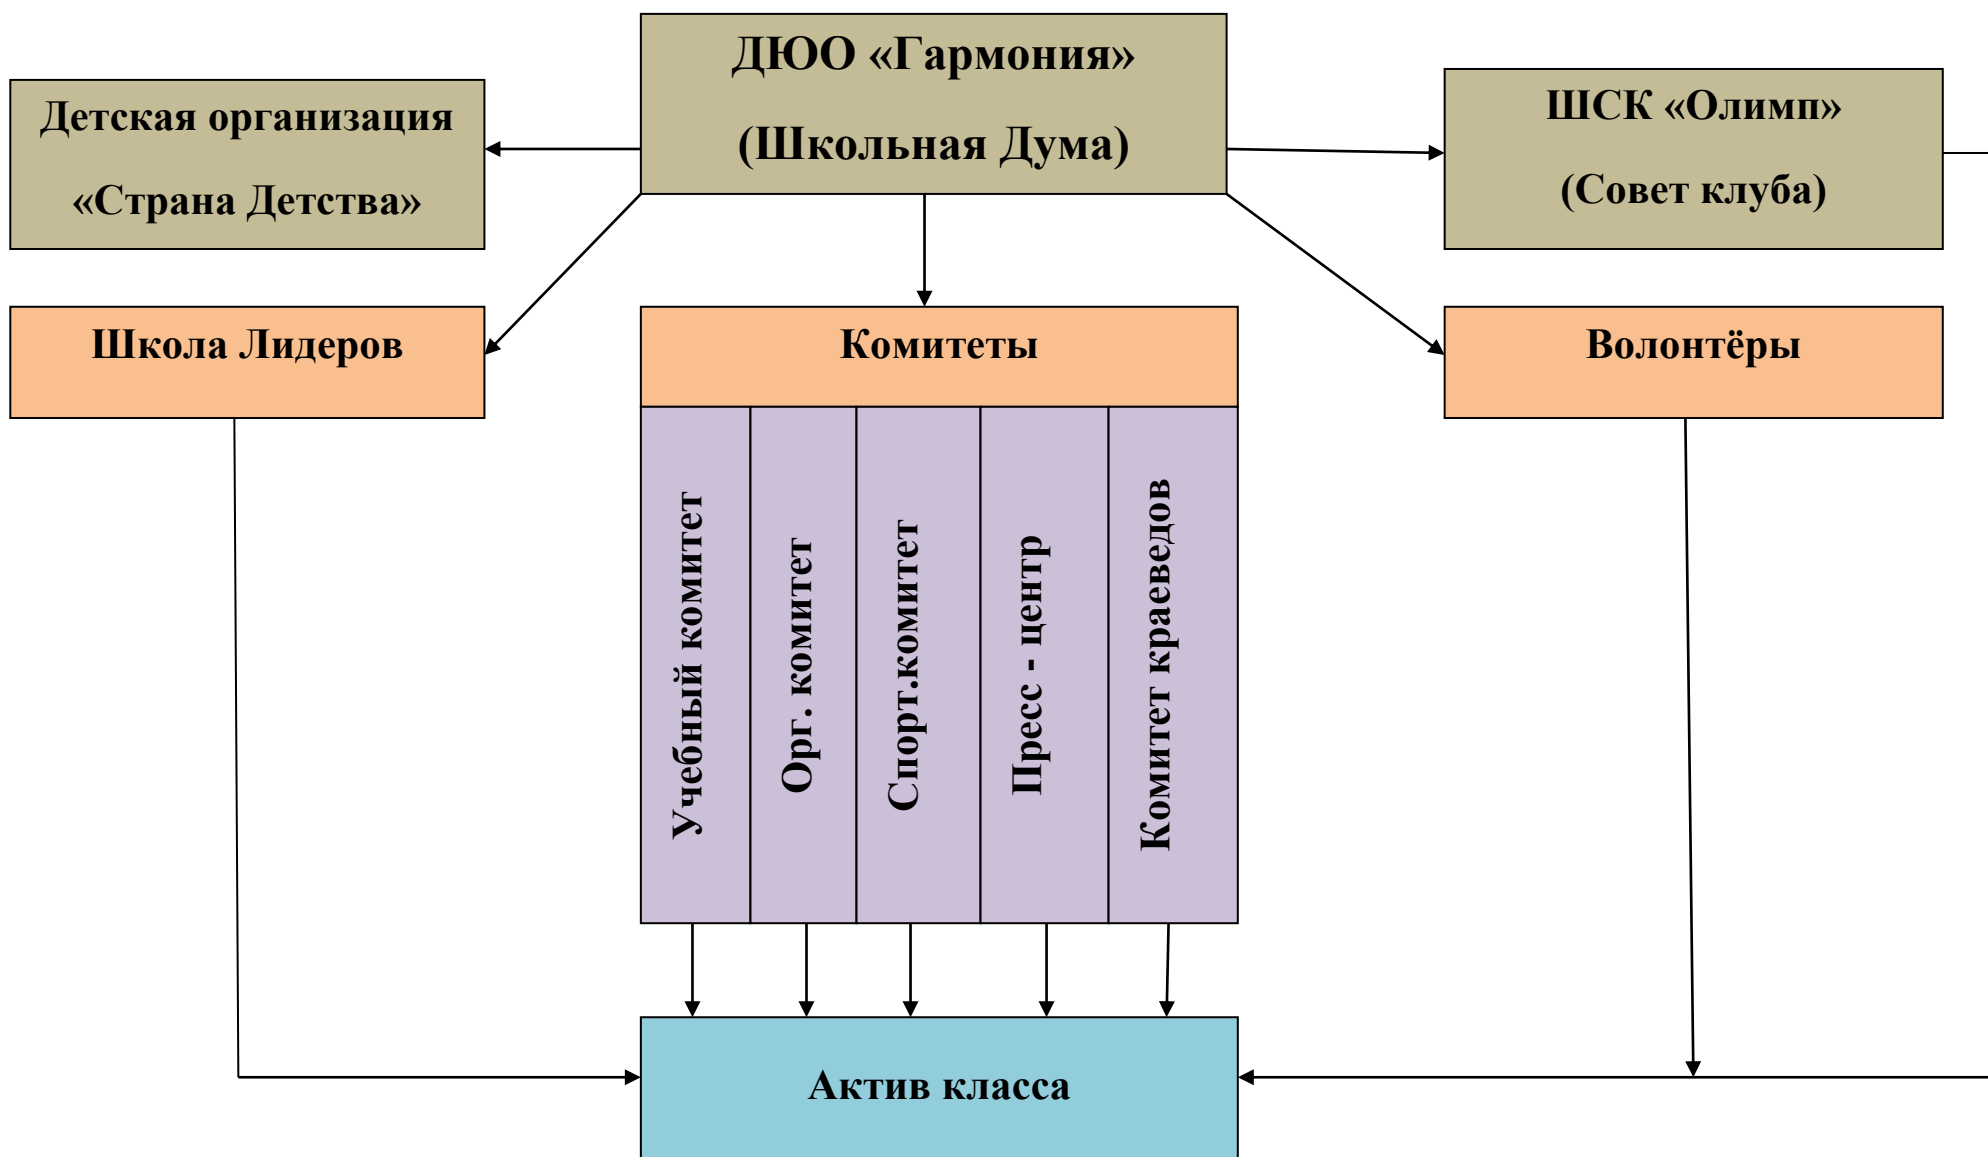 ДЮО «Гармония»
(Школьная Дума)
Детская организация
«Страна Детства»
ШСК «Олимп»
(Совет клуба)
Школа Лидеров
Комитеты
Волонтёры
Учебный комитет
Орг. комитет
Спорт.комитет
Пресс - центр
Комитет краеведов
Актив класса